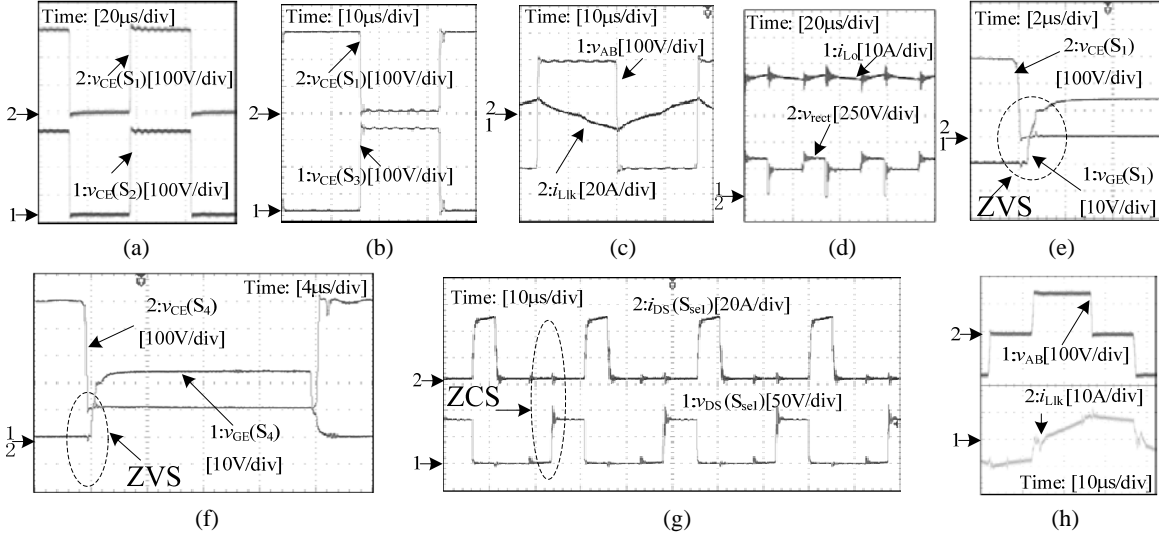 Time: [20μs/div]
2:vCE(S1)[100V/div]
2
1:vCE(S2)[100V/div]
1
(a)
Time: [10μs/div]
2:vCE(S1)[100V/div]
2
1:vCE(S3)[100V/div]
1
(b)
Time: [10μs/div]
1:vAB[100V/div]
2
1
2:iLlk[20A/div]
(c)
Time: [20μs/div]
1:iLo[10A/div]
2:vrect[250V/div]
1
2
(d)
Time: [2μs/div]
2:vCE(S1)
[100V/div]
2
1
1:vGE(S1)
[10V/div]
ZVS
(e)
Time: [4μs/div]
2:vCE(S4)
[100V/div]
1
2
1:vGE(S4)
[10V/div]
ZVS
(f)
Time: [10μs/div]
2:iDS(Sse1)[20A/div]
2
ZCS
1:vDS(Sse1)[50V/div]
1
(g)
2
1:vAB[100V/div]
2:iLlk[10A/div]
1
Time: [10μs/div]
(h)